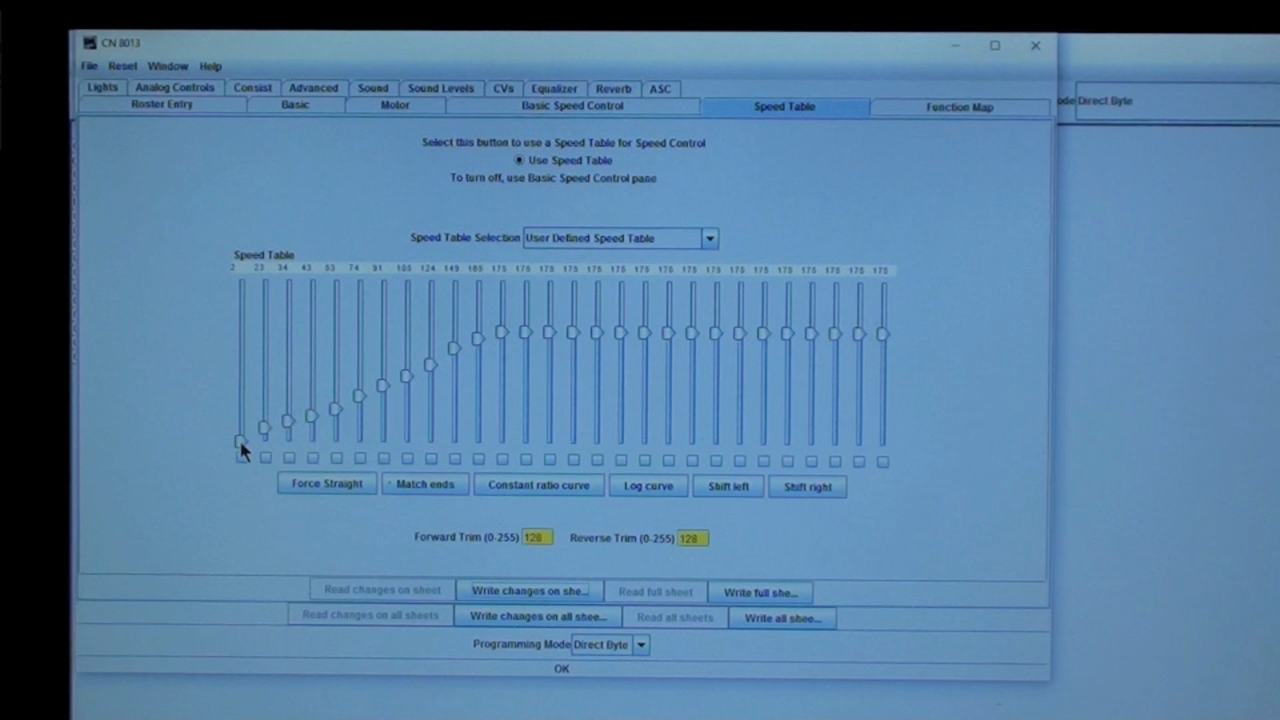 CN 8013
File Reset Window Help
Lights Analog Controls Consist Advanced Sound Sound Levels CVs Equalizer Reverb ASC
Roster Entry Basic Motor Basic Speed Control Speed Table Function Map
ode Direct Byte
Select this button to use a Speed Table for Speed Control
Use Speed Table
To turn off, use Basic Speed Control pane
Speed Table Selection User Defined Speed Table
Speed Table
2 23 34 43 74 91 105 124 149 175 175 175 175 175 175 175 175 175 175 175 175 175 175 175 175 175
Force Straight Match ends Constant ratio curve Log curve Shift left Shift right
Forward Trim (0-255) 128 Reverse Trim (0-255) 128
Read changes on sheet Write changes on she... Read full sheet Write full she...
Read changes on all sheets Write changes on all shee... Read all sheets Write all shee...
Programming Mode Direct Byte
OK